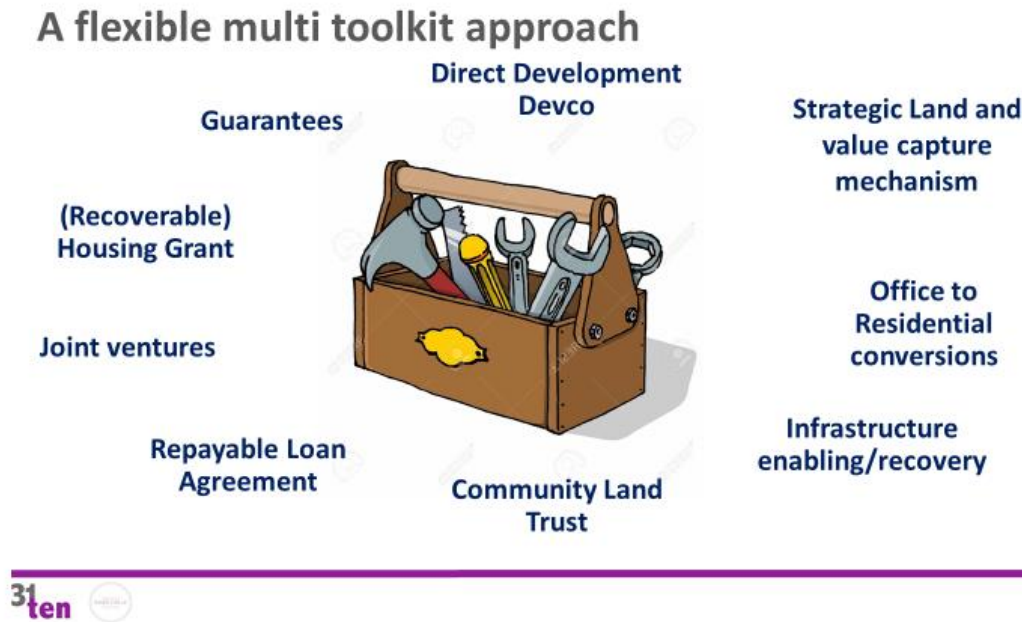 A flexible multi toolkit approach
Direct Development
Devco
Guarantees
Strategic Land and
value capture
mechanism
(Recoverable)
Housing Grant
Office to
Residential
conversions
Joint ventures
Infrastructure
enabling/recovery
Repayable Loan
Agreement
Community Land
Trust
31
ten